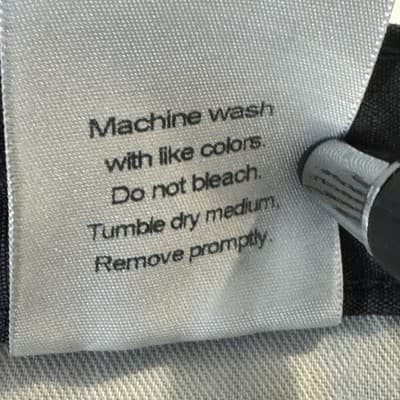 Machine wash
with like colors.
Do not bleach.
Tumble dry medium,
Remove promptly.